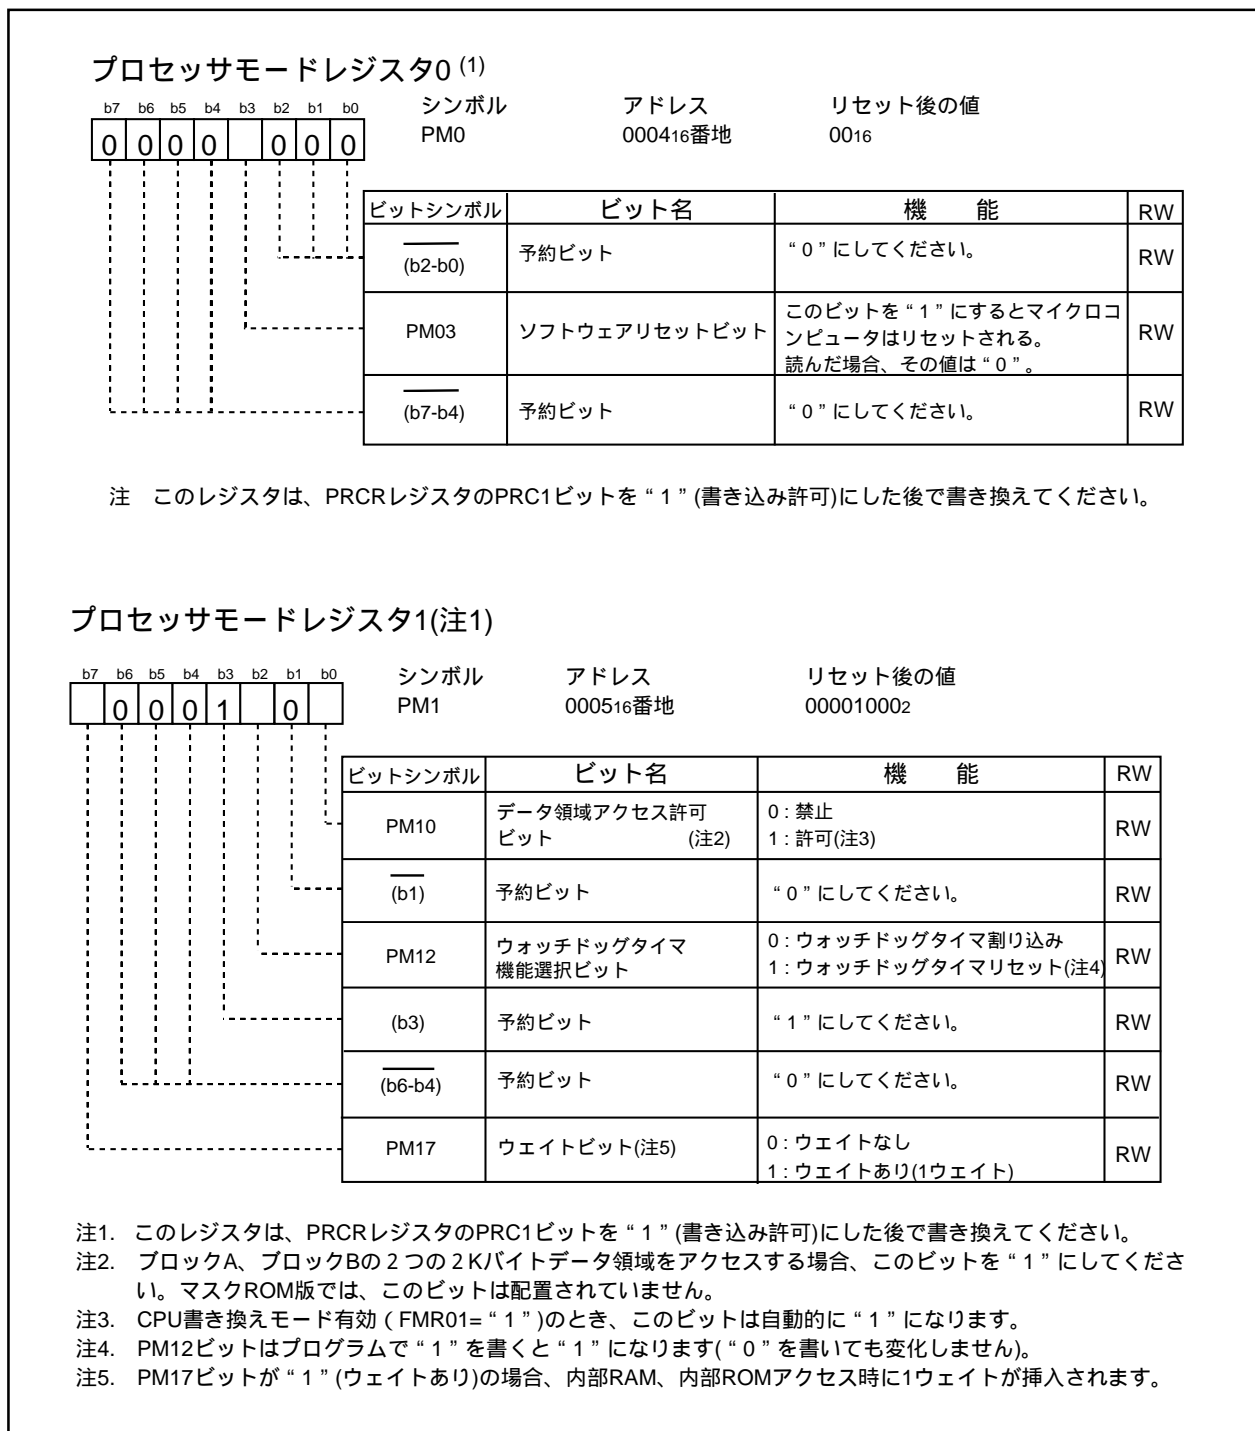 プロセッサモードレジスタ0 (1)
b7 b6 b5 b4 b3 b2 b1 b0
シンボル アドレス リセット後の値
0 0 0 0 0 0 0
PM0 000416番地 0016
ビットシンボル ビット名 機 能 RW
(b2-b0) 予約ビット “ 0 ” にしてください。 RW
PM03 ソフトウェアリセットビット このビットを “ 1 ” にするとマイクロコ
ンピュータはリセットされる。 RW
読んだ場合、その値は “ 0 ” 。
(b7-b4) 予約ビット “ 0 ” にしてください。 RW
注 このレジスタは、PRCRレジスタのPRC1ビットを “ 1 ” (書き込み許可)にした後で書き換えてください。
プロセッサモードレジスタ1(注1)
b7 b6 b5 b4 b3 b2 b1 b0
シンボル アドレス リセット後の値
0 0 0 1 0
PM1 000516番地 000010002
ビットシンボル ビット名 機 能 RW
PM10 データ領域アクセス許可 0 : 禁止 RW
ビット (注2) 1 : 許可(注3)
(b1) 予約ビット “ 0 ” にしてください。 RW
PM12 ウォッチドッグタイマ 0 : ウォッチドッグタイマ割り込み RW
機能選択ビット 1 : ウォッチドッグタイマリセット(注4)
(b3) 予約ビット “ 1 ” にしてください。 RW
(b6-b4) 予約ビット “ 0 ” にしてください。 RW
PM17 ウェイトビット(注5) 0 : ウェイトなし RW
1 : ウェイトあり(1ウェイト)
注1. このレジスタは、PRCRレジスタのPRC1ビットを “ 1 ” (書き込み許可)にした後で書き換えてください。
注2. ブロックA、ブロックBの２つの２Kバイトデータ領域をアクセスする場合、このビットを “ 1 ” にしてくださ
い。マスクROM版では、このビットは配置されていません。
注3. CPU書き換えモード有効 ( FMR01= “ 1 ” )のとき、このビットは自動的に “ 1 ” になります。
注4. PM12ビットはプログラムで “ 1 ” を書くと “ 1 ” になります( “ 0 ” を書いても変化しません)。
注5. PM17ビットが “ 1 ” (ウェイトあり)の場合、内部RAM、内部ROMアクセス時に1ウェイトが挿入されます。